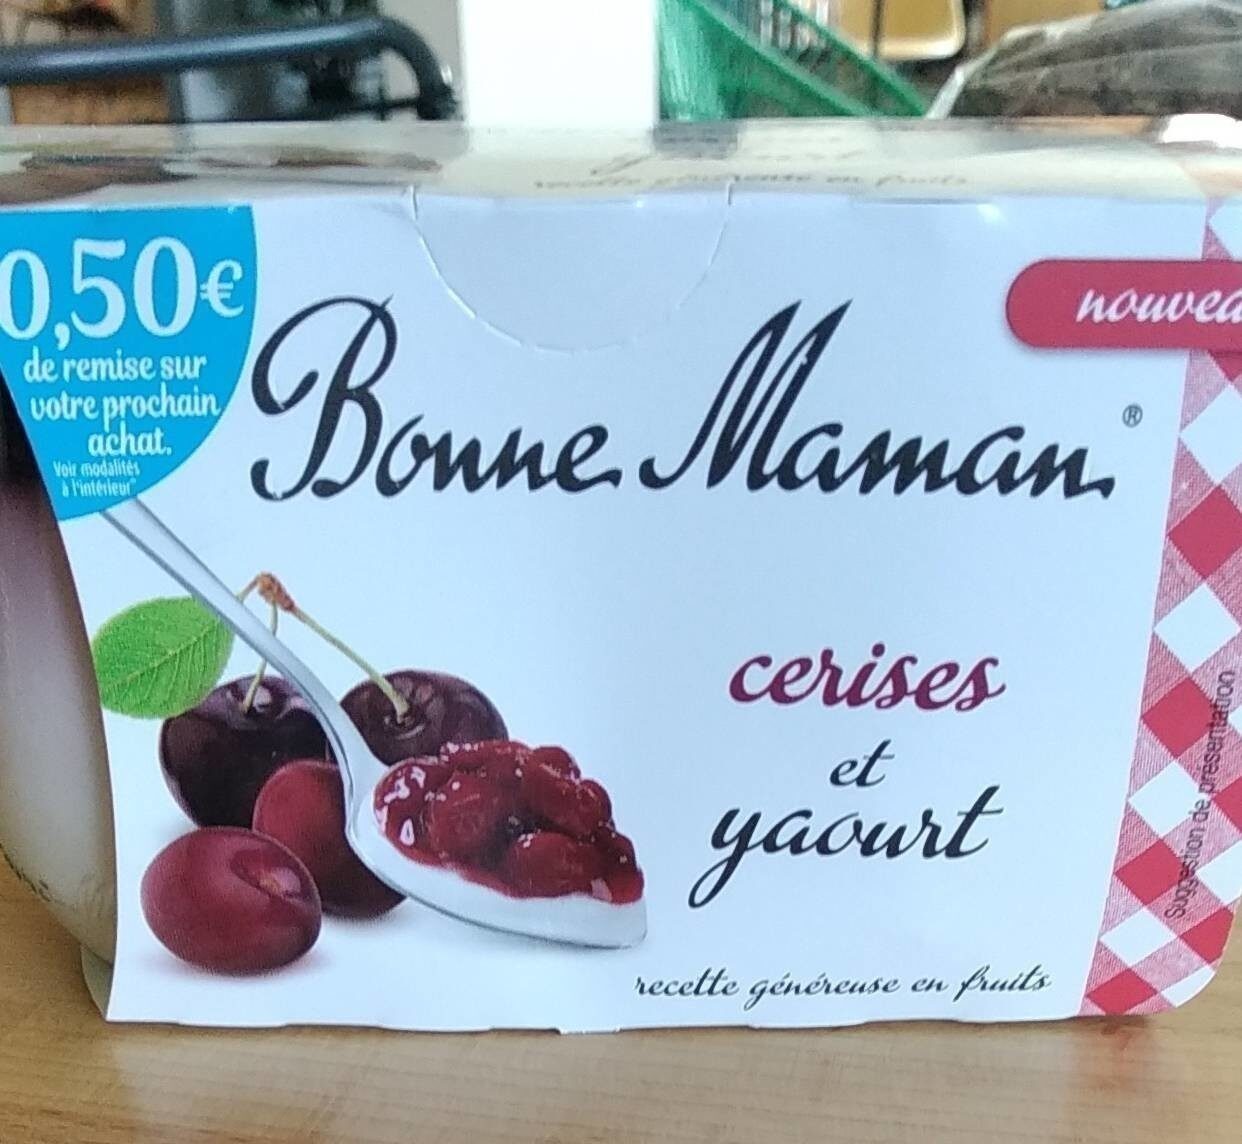 0,50€
de remise sur
votre prochain
achat.
Voir modalités
à l'intérieur
Bonne Maman®
nouvea
cerises
et
yaourt
recette généreuse en fruits
Suggestion de présentation